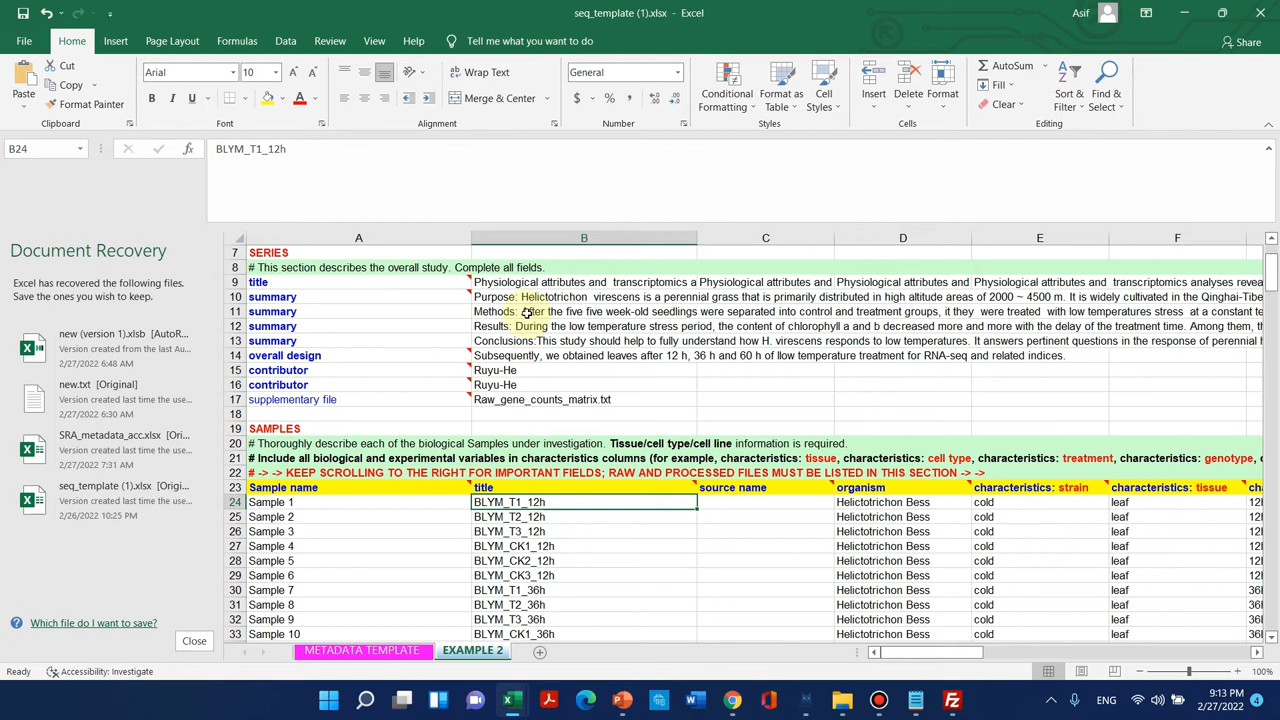 seq_template (1).xlsx - Excel
Asif
File Home Insert Page Layout Formulas Data Review View Help Tell me what you want to do Share
Paste Cut Copy Format Painter Clipboard
Arial 10 Font
Wrap Text Merge & Center Alignment
General Number
Conditional Formatting Format as Table Cell Styles Styles
Insert Delete Format Cells
AutoSum Fill Clear Sort & Filter Find & Select Editing
B24 fx BLYM_T1_12h
Document Recovery
Excel has recovered the following files.
Save the ones you wish to keep.
new (version 1).xlsb [AutoR...
Version created from the last Au...
2/27/2022 6:48 AM
new.txt [Original]
Version created last time the use...
2/27/2022 6:30 AM
SRA_metadata_acc.xlsx [Ori...
Version created last time the use...
2/27/2022 7:31 AM
seq_template (1).xlsx [Origi...
Version created last time the use...
2/26/2022 10:25 PM
Which file do I want to save?
Close
A B C D E F
7 SERIES
8 # This section describes the overall study. Complete all fields.
9 title Physiological attributes and transcriptomics a Physiological attributes and Physiological attributes and Physiological attributes and transcriptomics analyses revea
10 summary Purpose: Helictotrichon virescens is a perennial grass that is primarily distributed in high altitude areas of 2000 ~ 4500 m. It is widely cultivated in the Qinghai-Tibe
11 summary Methods: After the five five week-old seedlings were separated into control and treatment groups, it they were treated with low temperatures stress at a constant te
12 summary Results: During the low temperature stress period, the content of chlorophyll a and b decreased more and more with the delay of the treatment time. Among them, th
13 summary Conclusions:This study should help to fully understand how H. virescens responds to low temperatures. It answers pertinent questions in the response of perennial
14 overall design Subsequently, we obtained leaves after 12 h, 36 h and 60 h of low temperature treatment for RNA-seq and related indices.
15 contributor Ruyu-He
16 contributor Ruyu-He
17 supplementary file Raw_gene_counts_matrix.txt
18
19 SAMPLES
20 # Thoroughly describe each of the biological Samples under investigation. Tissue/cell type/cell line information is required.
21 # Include all biological and experimental variables in characteristics columns (for example, characteristics: tissue, characteristics: cell type, characteristics: treatment, characteristics: genotype, c
22 # -> -> KEEP SCROLLING TO THE RIGHT FOR IMPORTANT FIELDS; RAW AND PROCESSED FILES MUST BE LISTED IN THIS SECTION -> ->
23 Sample name title source name organism characteristics: strain characteristics: tissue cha
24 Sample 1 BLYM_T1_12h Helictotrichon Bess cold leaf 12h
25 Sample 2 BLYM_T2_12h Helictotrichon Bess cold leaf 12h
26 Sample 3 BLYM_T3_12h Helictotrichon Bess cold leaf 12h
27 Sample 4 BLYM_CK1_12h Helictotrichon Bess cold leaf 12h
28 Sample 5 BLYM_CK2_12h Helictotrichon Bess cold leaf 12h
29 Sample 6 BLYM_CK3_12h Helictotrichon Bess cold leaf 12h
30 Sample 7 BLYM_T1_36h Helictotrichon Bess cold leaf 36h
31 Sample 8 BLYM_T2_36h Helictotrichon Bess cold leaf 36h
32 Sample 9 BLYM_T3_36h Helictotrichon Bess cold leaf 36h
33 Sample 10 BLYM_CK1_36h Helictotrichon Bess cold leaf 36h
METADATA TEMPLATE EXAMPLE 2
Ready Accessibility: Investigate 100%
ENG 9:13 PM
2/27/2022